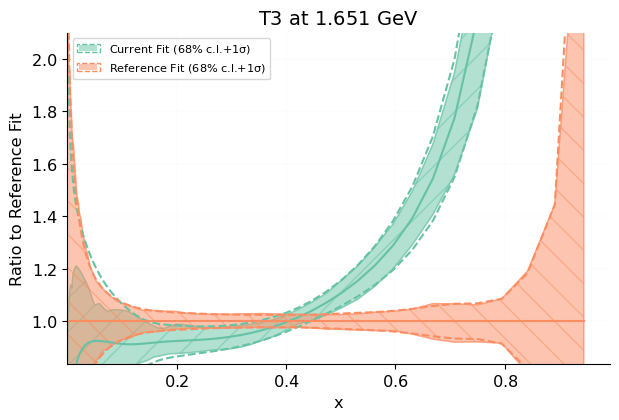 T3 at 1.651 GeV
Current Fit (68% c.l.+1σ)
Reference Fit (68% c.l.+1σ)
Ratio to Reference Fit
2.0
1.8
1.6
1.4
1.2
1.0
0.2
0.4
0.6
0.8
x